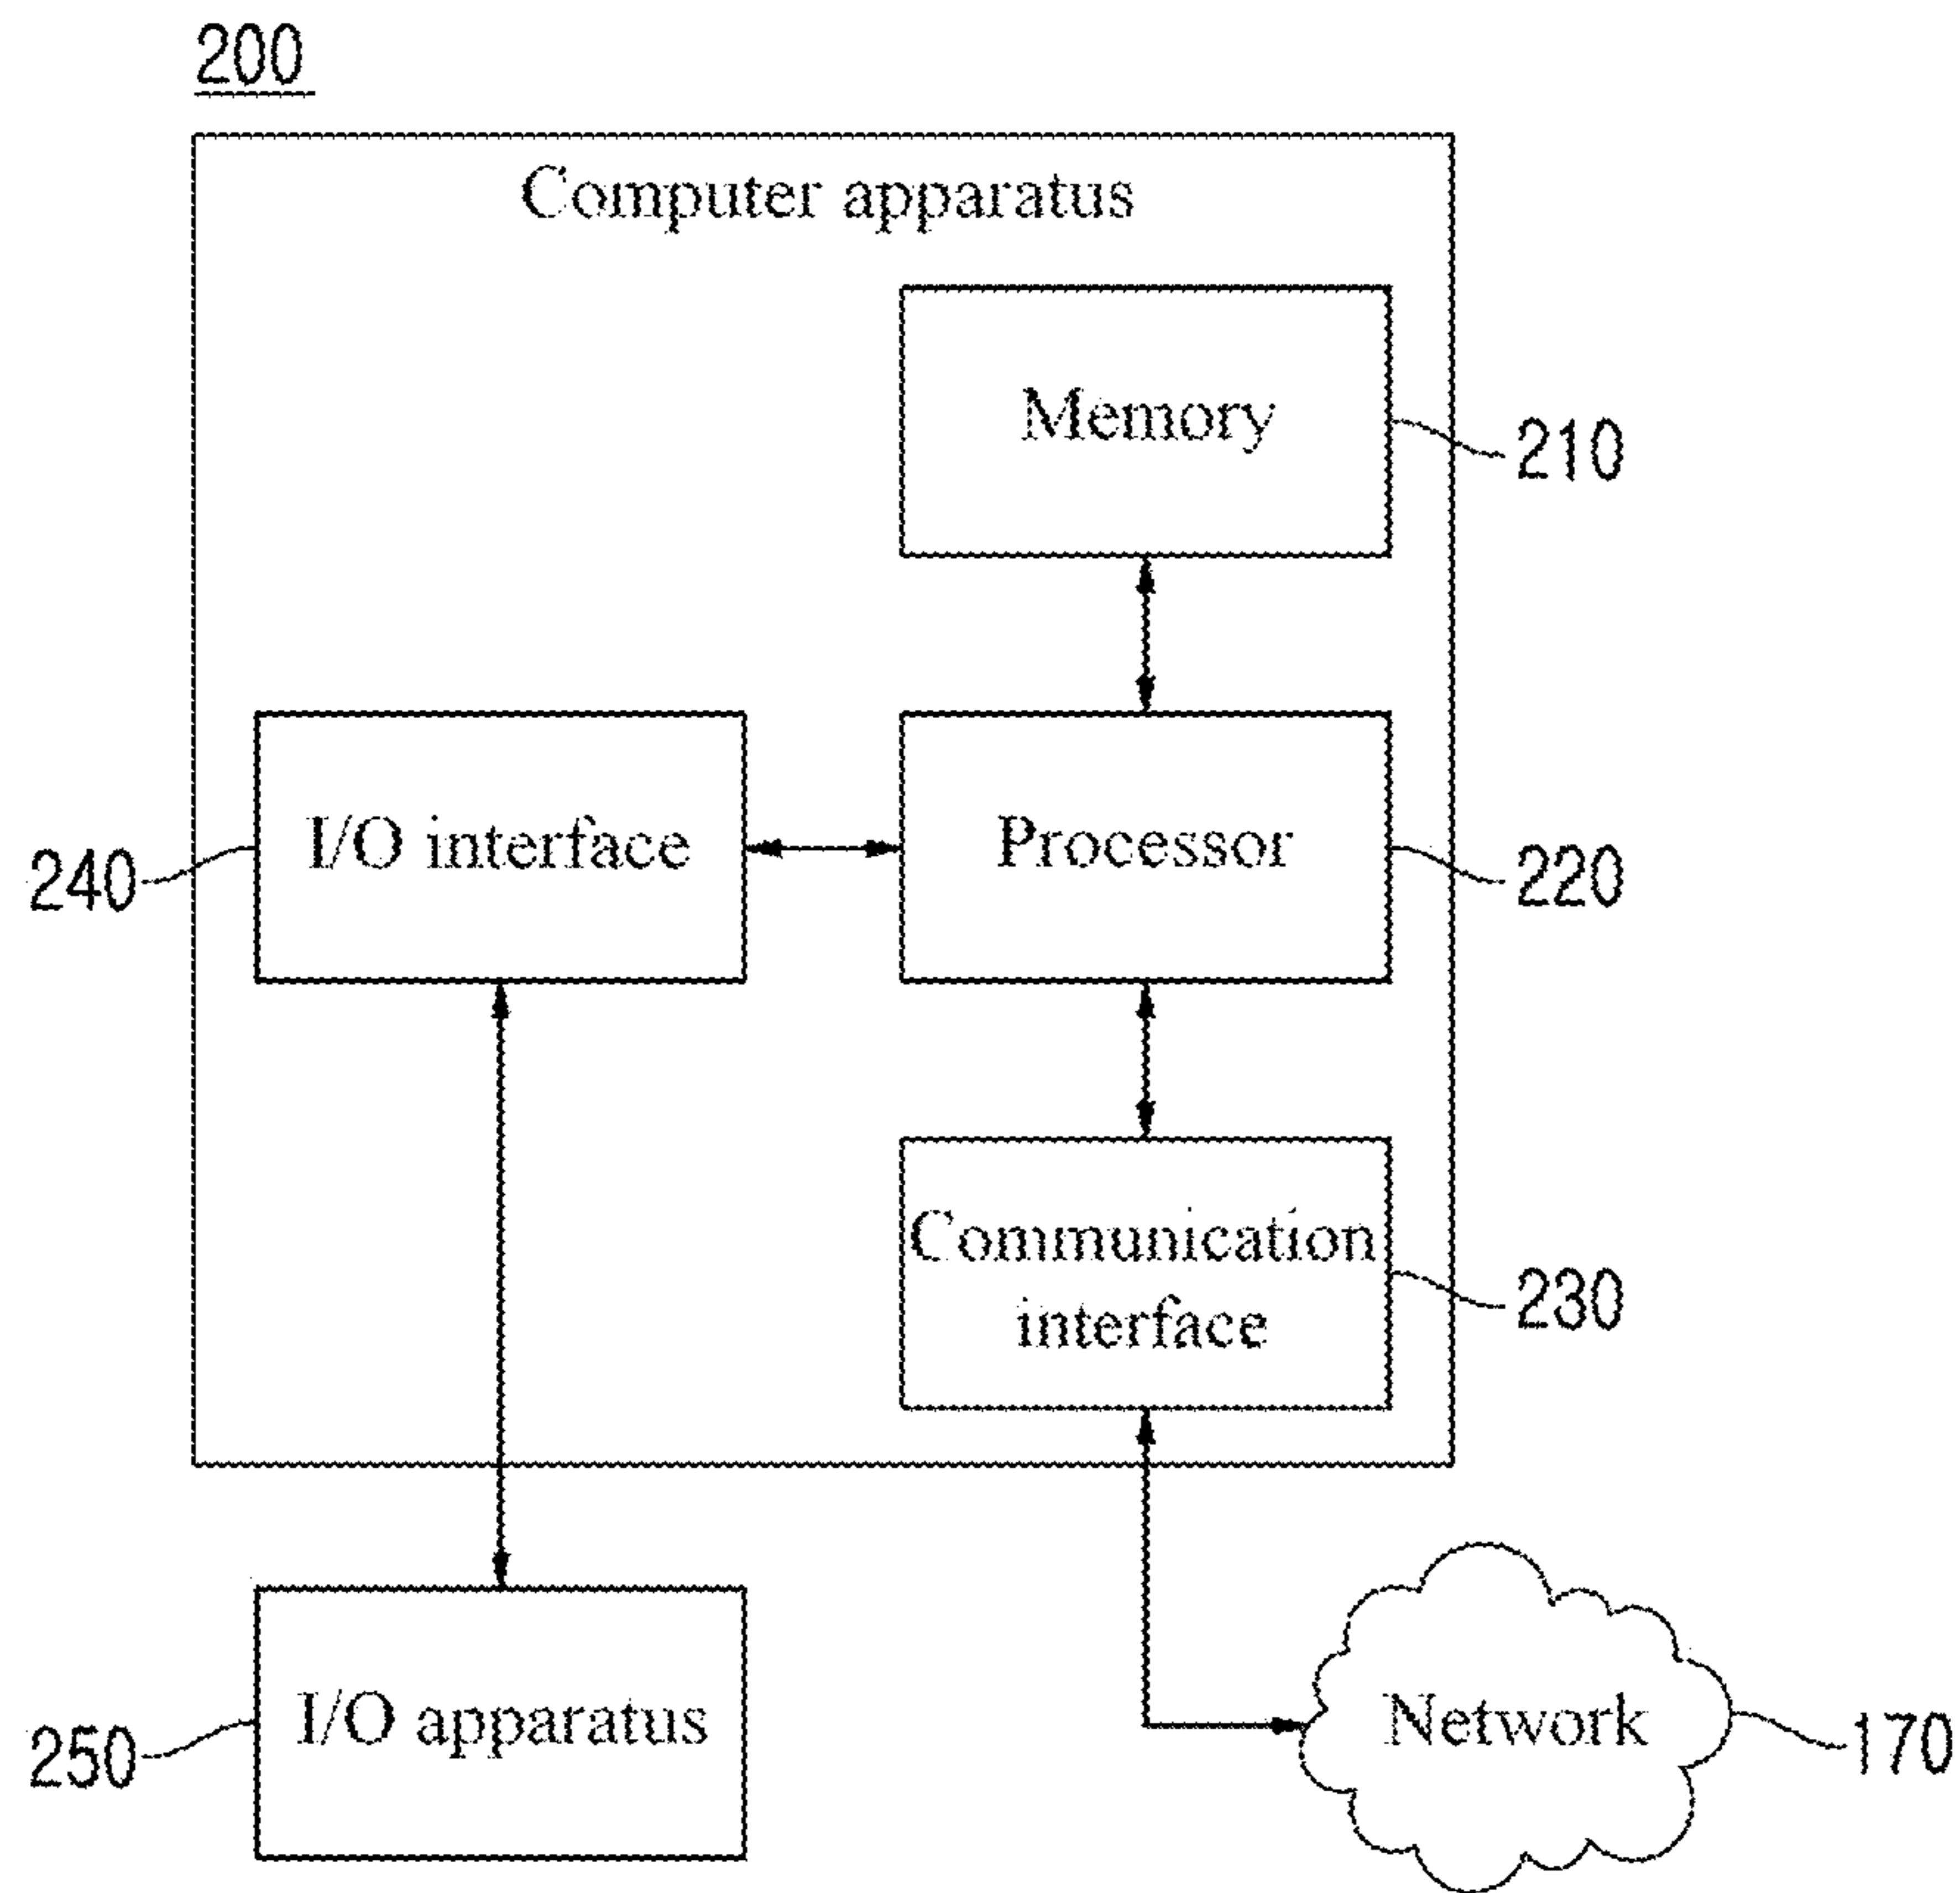 200
Computer apparatus
Memory
210
240
I/O interface
Processor
220
Communication
interface
230
250
I/O apparatus
Network
170